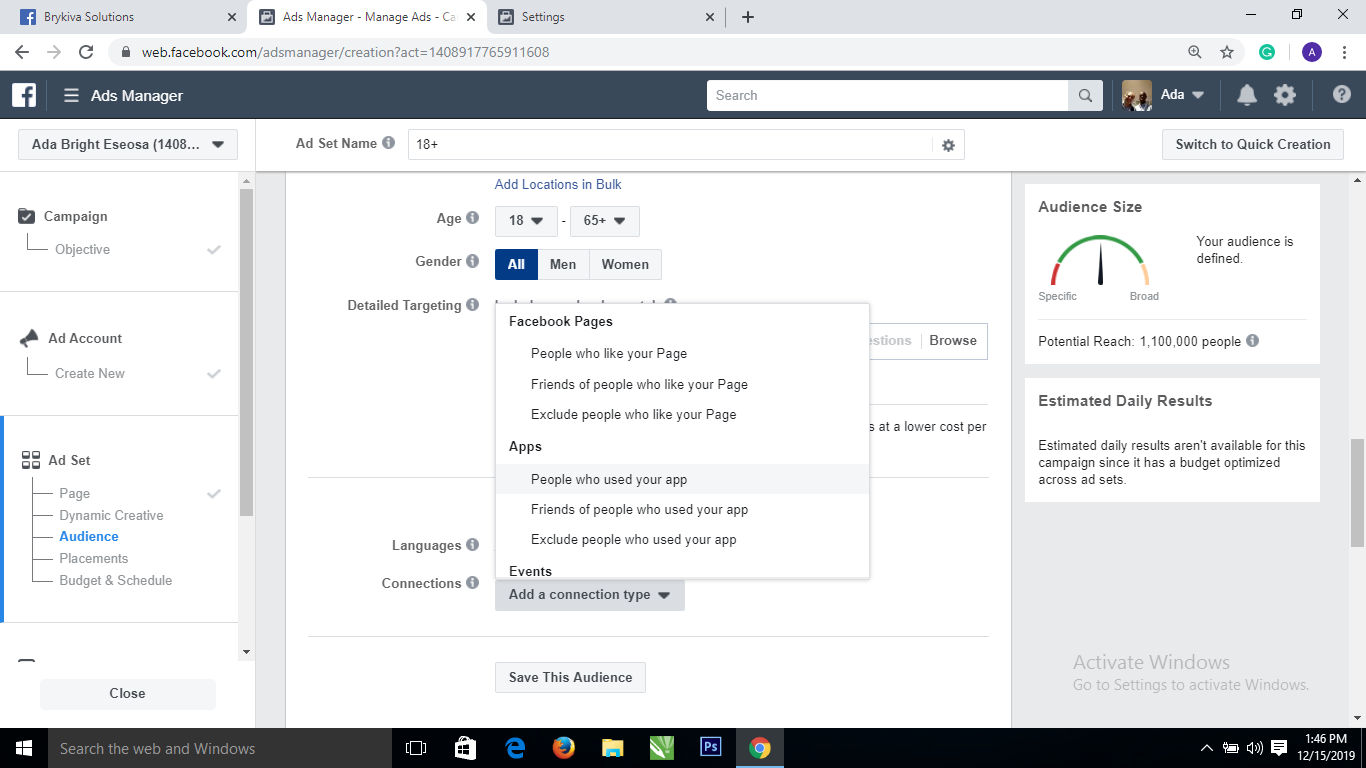 Brykiva Solutions
Ads Manager - Manage Ads - Ca
Settings
web.facebook.com/adsmanager/creation?act=1408917765911608
A
Ads Manager
Search
Ada
Ada Bright Eseosa (1408...
Ad Set Name
18+
Switch to Quick Creation
Campaign
Objective
Ad Account
Create New
Ad Set
Page
Dynamic Creative
Audience
Placements
Budget & Schedule
Close
Add Locations in Bulk
Age
18
-
65+
Gender
All
Men
Women
Detailed Targeting
Facebook Pages
People who like your Page
Friends of people who like your Page
Exclude people who like your Page
Apps
People who used your app
Friends of people who used your app
Exclude people who used your app
Events
estions
Browse
s at a lower cost per
Languages
Connections
Add a connection type
Save This Audience
Audience Size
Specific
Broad
Your audience is
defined.
Potential Reach: 1,100,000 people
Estimated Daily Results
Estimated daily results aren't available for this
campaign since it has a budget optimized
across ad sets.
Activate Windows
Go to Settings to activate Windows.
Search the web and Windows
Ps
1:46 PM
12/15/2019